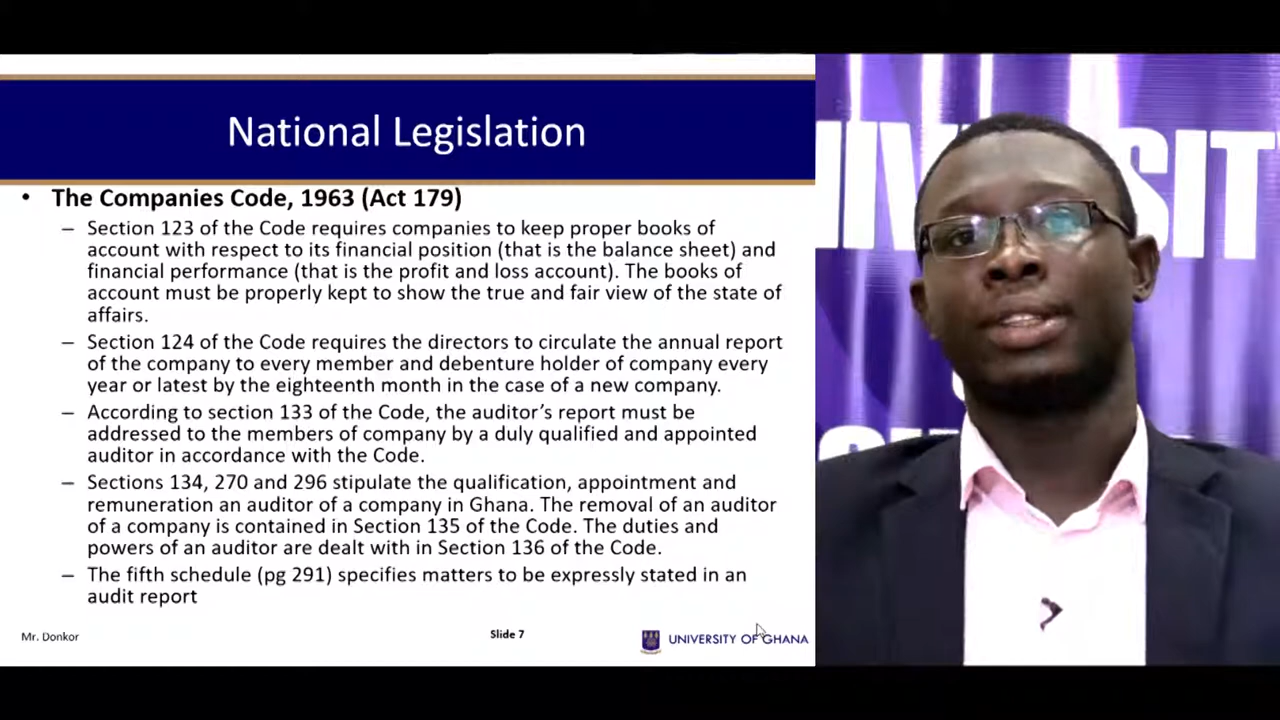 National Legislation
• The Companies Code, 1963 (Act 179)
– Section 123 of the Code requires companies to keep proper books of
account with respect to its financial position (that is the balance sheet) and
financial performance (that is the profit and loss account). The books of
account must be properly kept to show the true and fair view of the state of
affairs.
– Section 124 of the Code requires the directors to circulate the annual report
of the company to every member and debenture holder of company every
year or latest by the eighteenth month in the case of a new company.
– According to section 133 of the Code, the auditor’s report must be
addressed to the members of company by a duly qualified and appointed
auditor in accordance with the Code.
– Sections 134, 270 and 296 stipulate the qualification, appointment and
remuneration an auditor of a company in Ghana. The removal of an auditor
of a company is contained in Section 135 of the Code. The duties and
powers of an auditor are dealt with in Section 136 of the Code.
– The fifth schedule (pg 291) specifies matters to be expressly stated in an
audit report
Mr. Donkor
Slide 7
UNIVERSITY OF GHANA